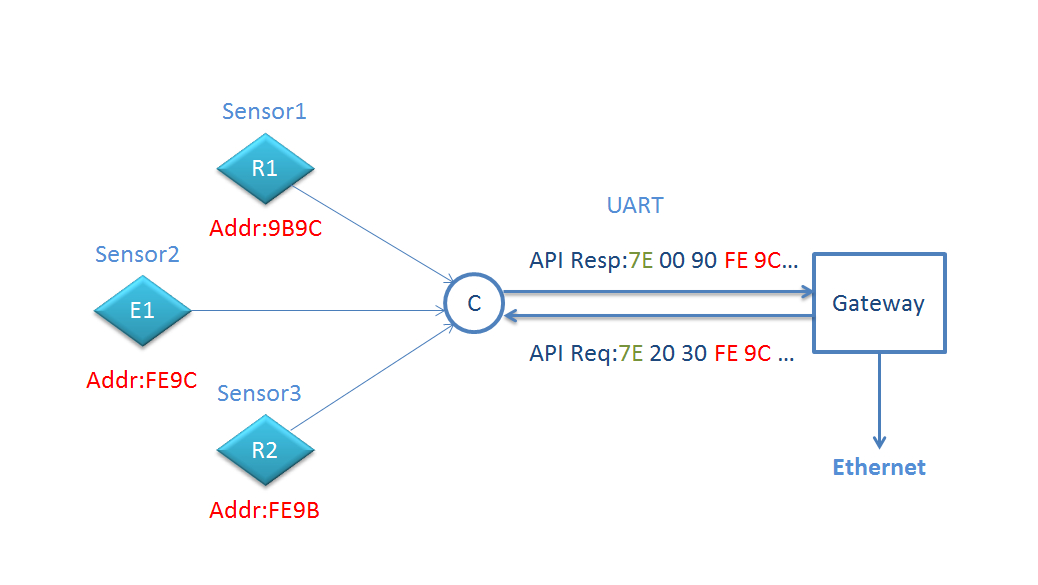 Sensor1
R1
Addr:9B9C
Sensor2
E1
Addr:FE9C
Sensor3
R2
Addr:FE9B
C
UART
API Resp:7E 00 90 FE 9C...
API Req:7E 20 30 FE 9C ...
Gateway
Ethernet